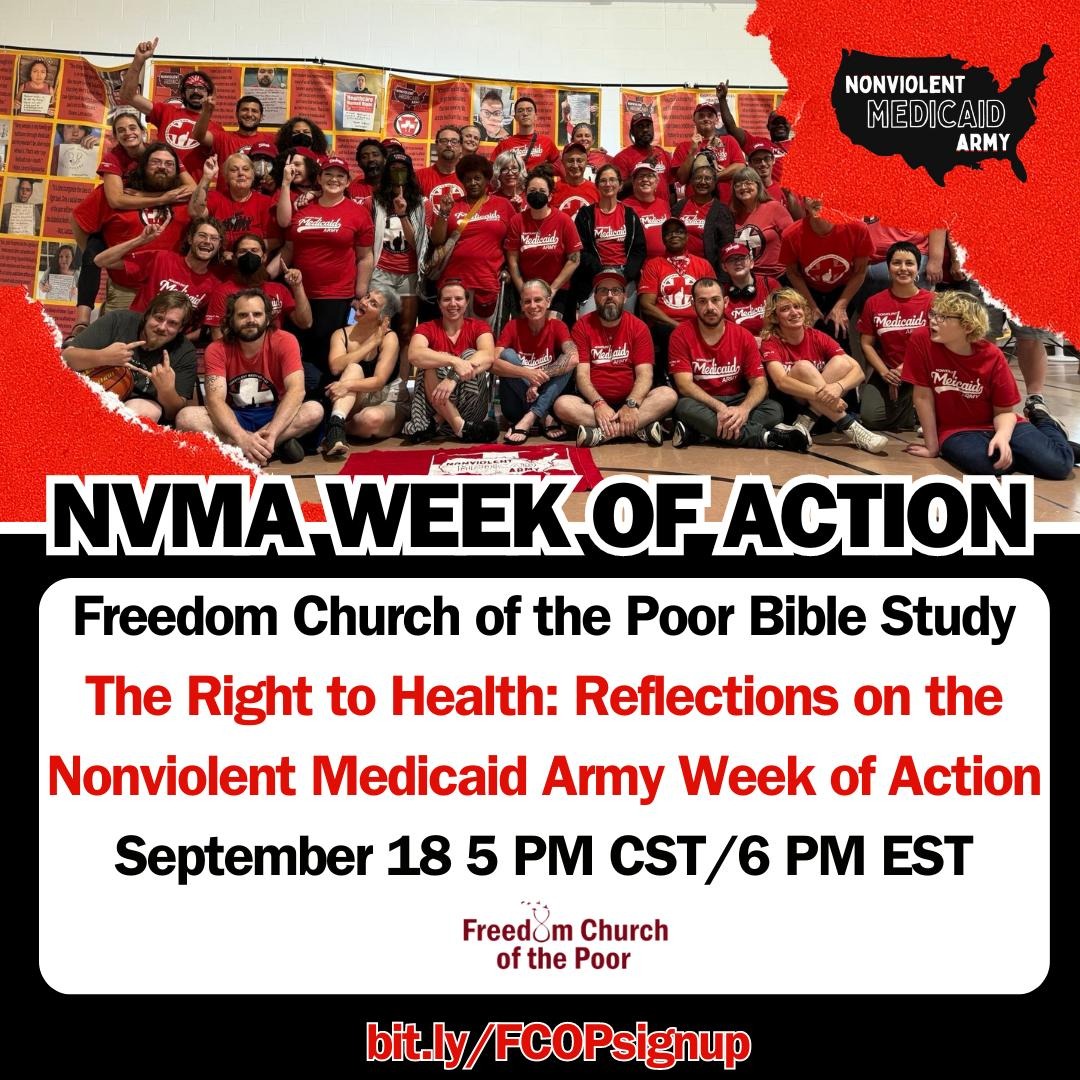 NONVIOLENT
MEDICAID
ARMY
Medicaid
ARMY
NVMA WEEK OF ACTION
Freedom Church of the Poor Bible Study
The Right to Health: Reflections on the
Nonviolent Medicaid Army Week of Action
September 18 5 PM CST/6 PM EST
Freedom Church
of the Poor
bit.ly/FCOPsignup